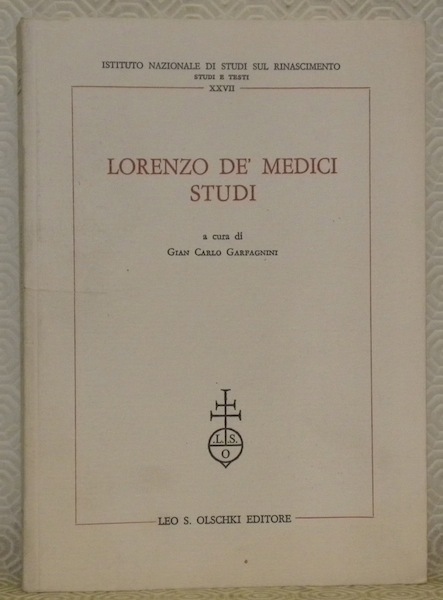 ISTITUTO NAZIONALE DI STUDI SUL RINASCIMENTO
STUDI E TESTI
XXVII
LORENZO DE' MEDICI
STUDI
a cura di
GIAN CARLO GARFAGNINI
.L. S.
O
LEO S. OLSCHKI EDITORE